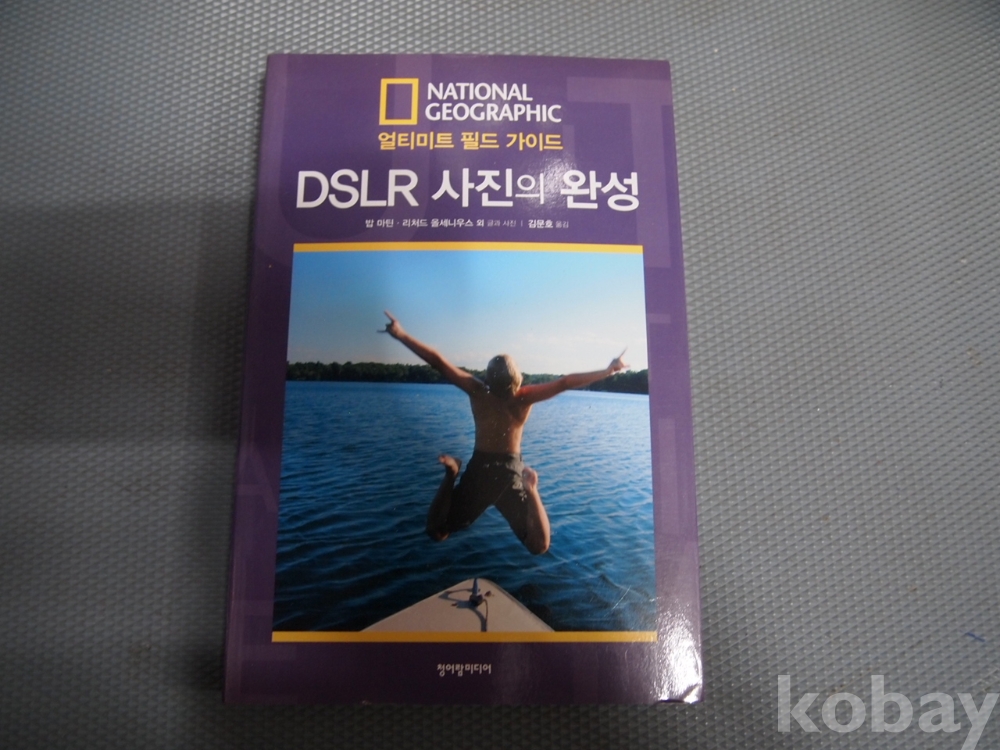 NATIONAL
GEOGRAPHIC
얼티미트 필드 가이드
DSLR 사진의 완성
밥 마틴 · 리처드 올세니우스 외 글과 사진 | 김문호 옮김
청어람미디어
kobay